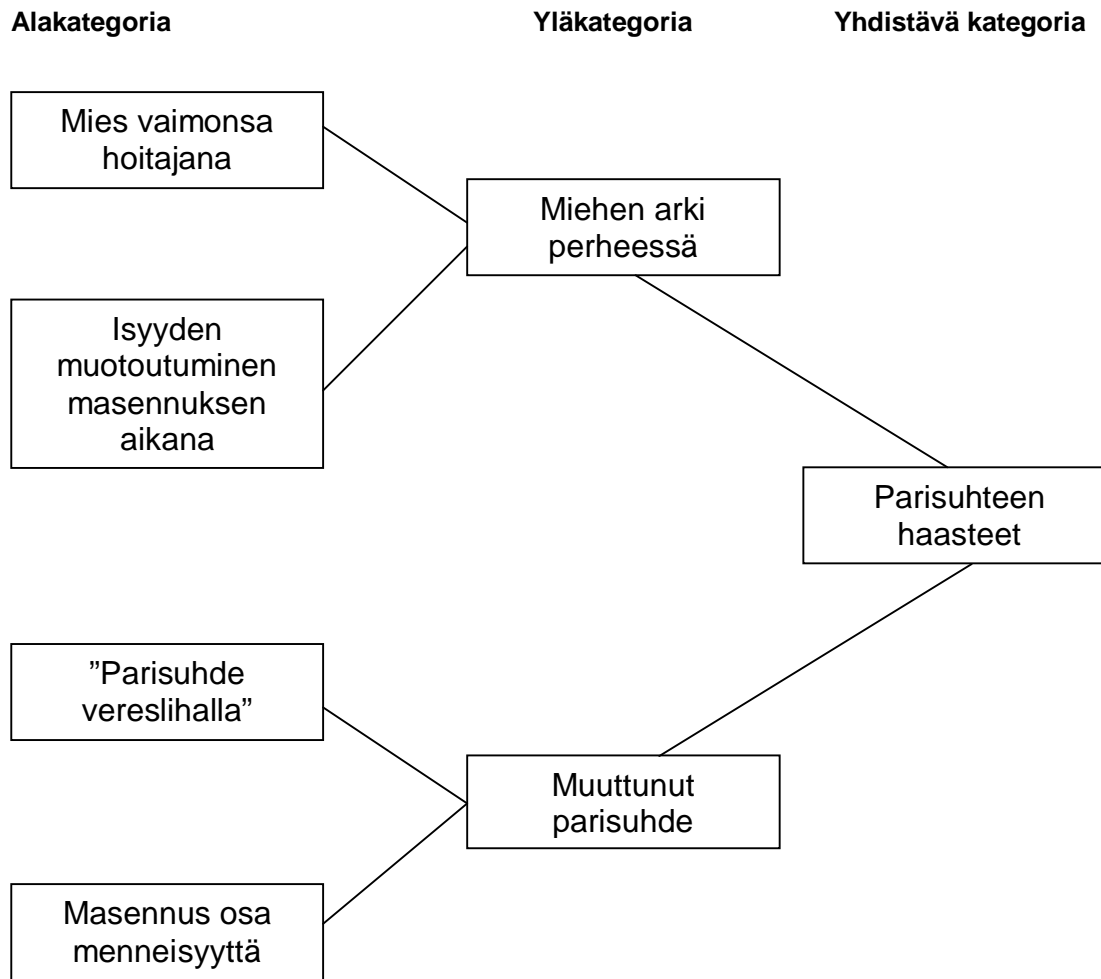 Alakategoria Yläkategoria Yhdistävä kategoria
Mies vaimonsa
hoitajana
Miehen arki
perheessä
Isyyden
muotoutuminen
masennuksen
aikana
Parisuhteen
haasteet
”Parisuhde
vereslihalla”
Muuttunut
parisuhde
Masennus osa
menneisyyttä